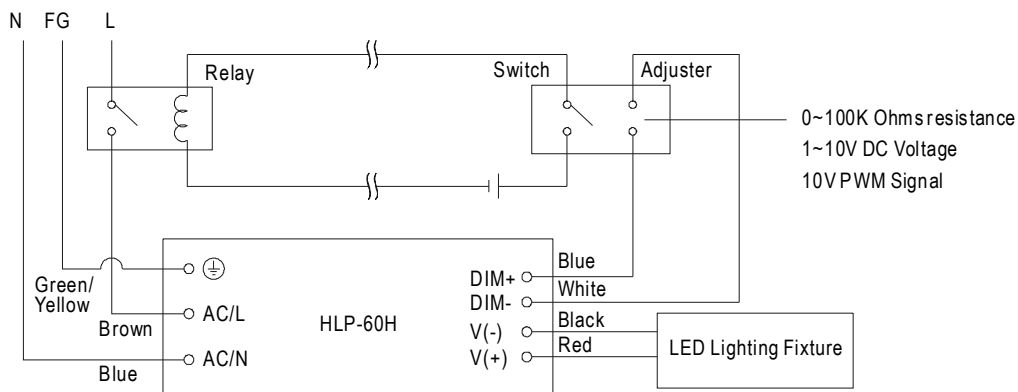 N FG L
Relay
Switch
Adjuster
0~100K Ohms resistance
1~10V DC Voltage
10V PWM Signal
Green/
Yellow
Brown
Blue
AC/L
AC/N
HLP-60H
DIM+
DIM-
V(-)
V(+)
Blue
White
Black
Red
LED Lighting Fixture